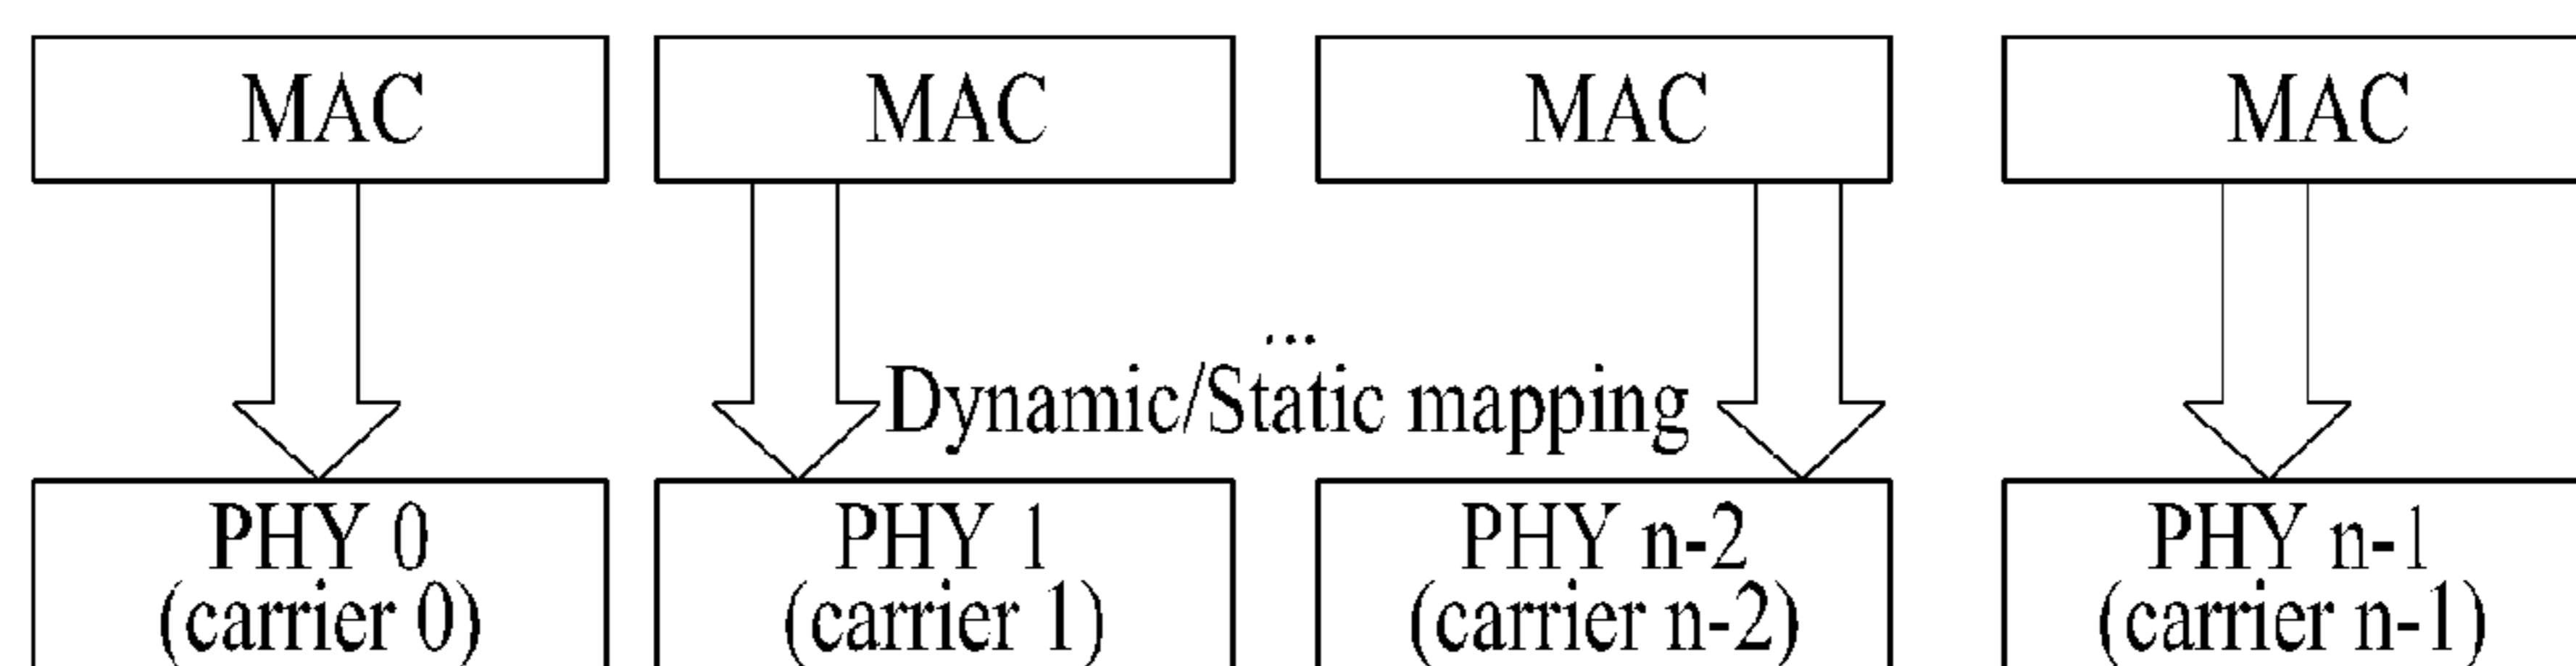 MAC MAC MAC MAC
...
Dynamic/Static mapping
PHY 0 PHY 1 PHY n-2 PHY n-1
(carrier 0) (carrier 1) (carrier n-2) (carrier n-1)